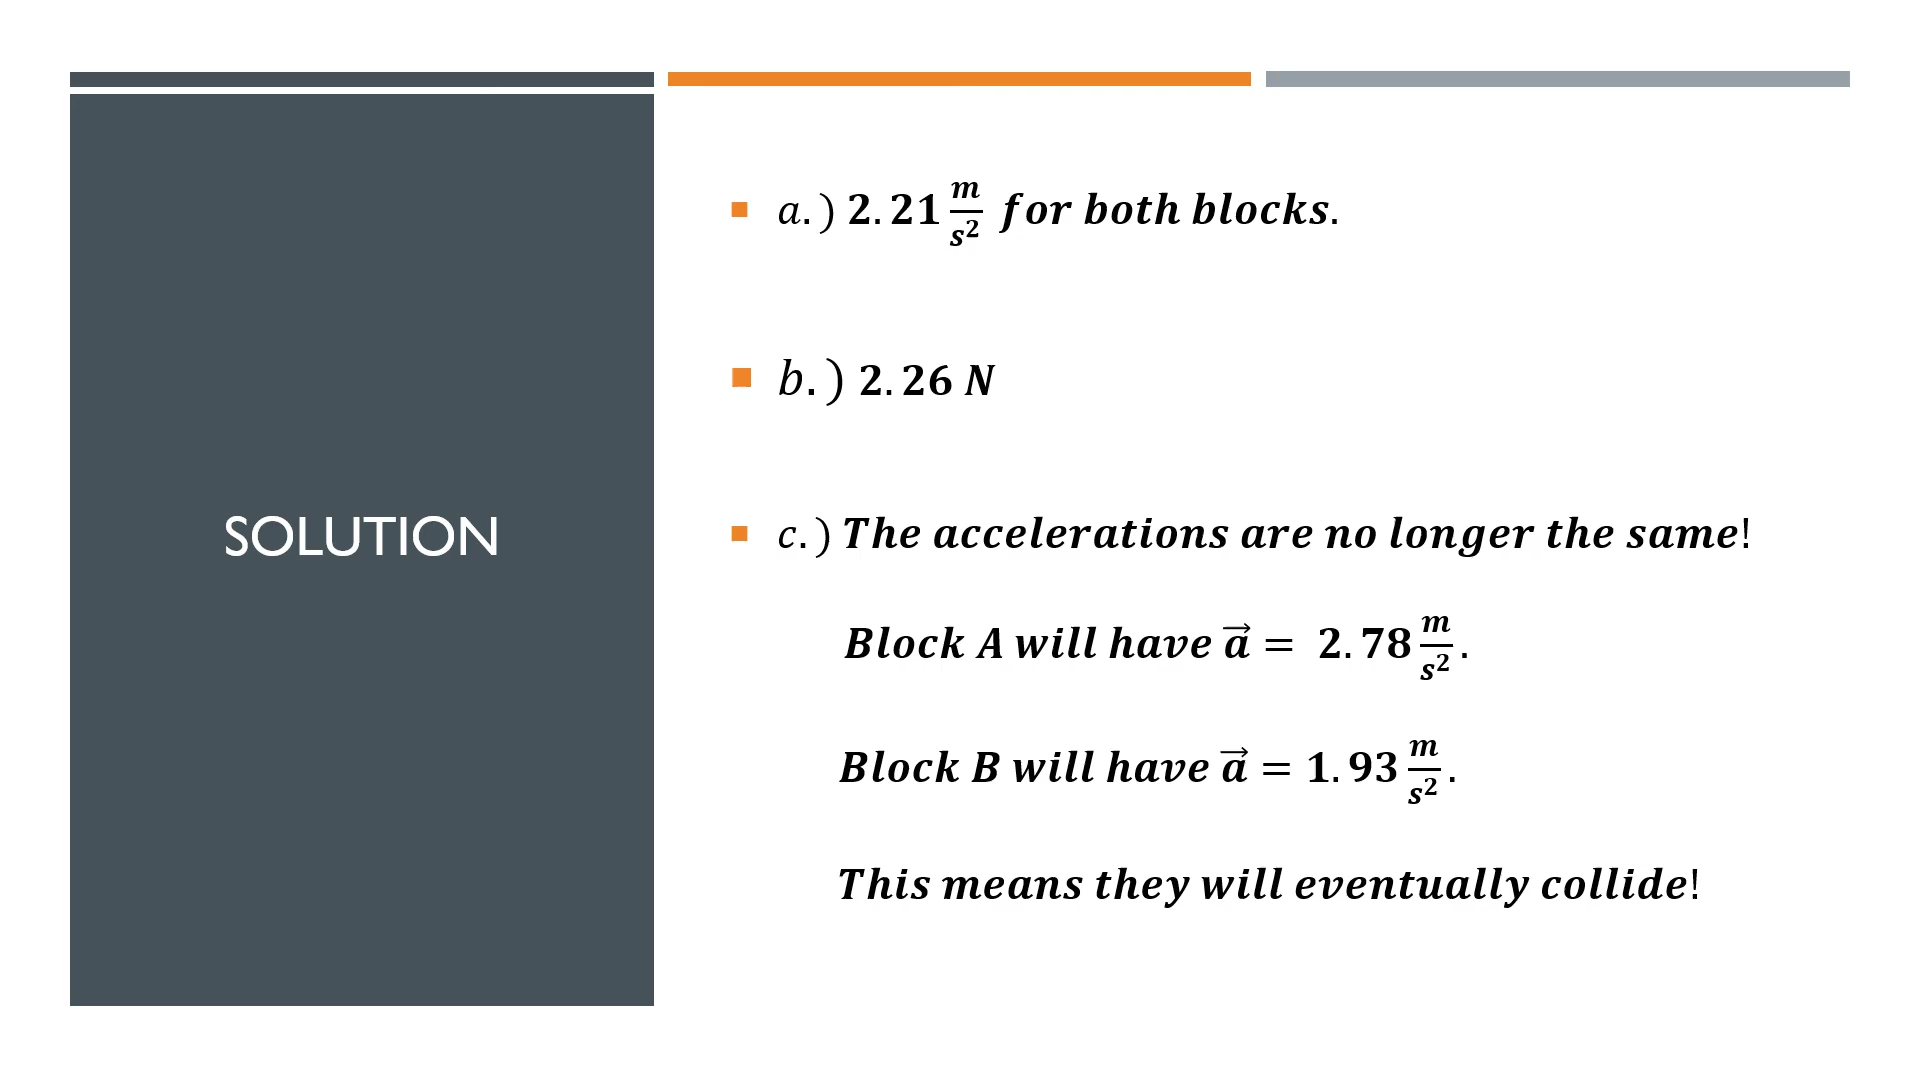 SOLUTION
a.) 2.21 m/s² for both blocks.
b.) 2.26 N
c.) The accelerations are no longer the same!
Block A will have a⃗ = 2.78 m/s².
Block B will have a⃗ = 1.93 m/s².
This means they will eventually collide!